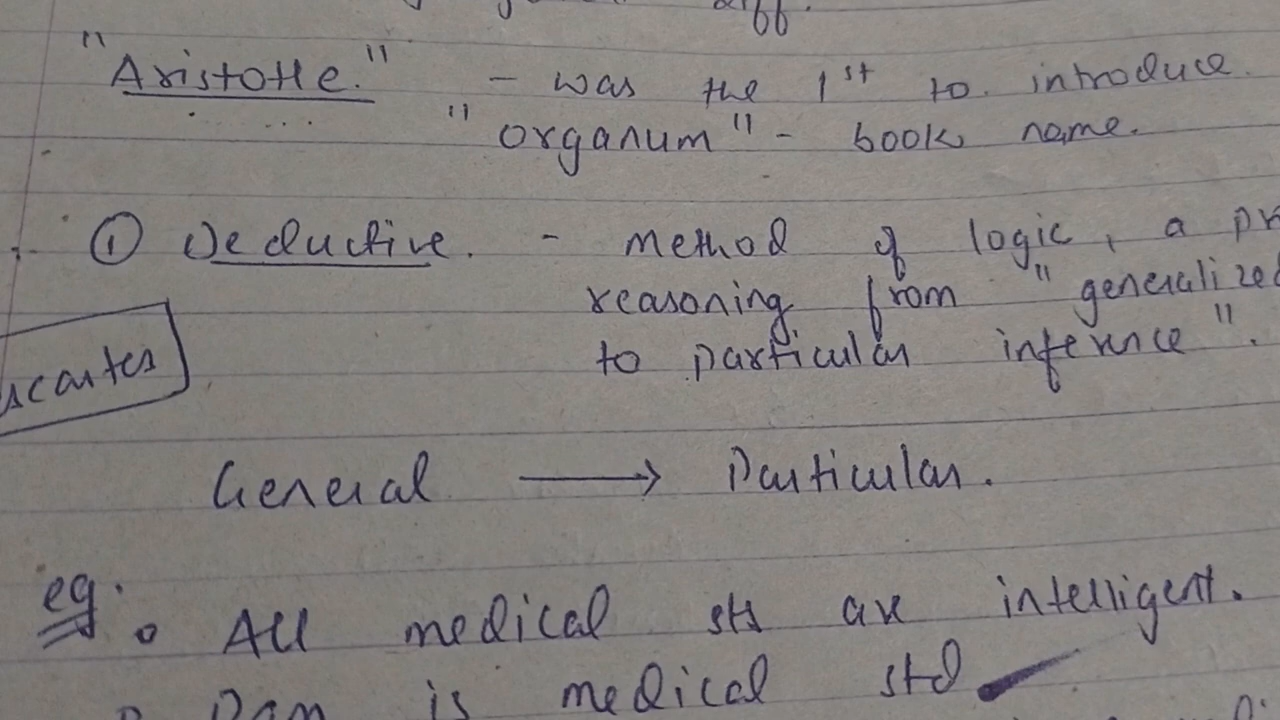 diff.
"Aristotle." - was the 1st to introduce
"organum" - book name.
① Deductive. - method of logic, a
reasoning from "generalized
to particular inference".
General → Particular.
eg. • All medical sts are intelligent.
is medical std